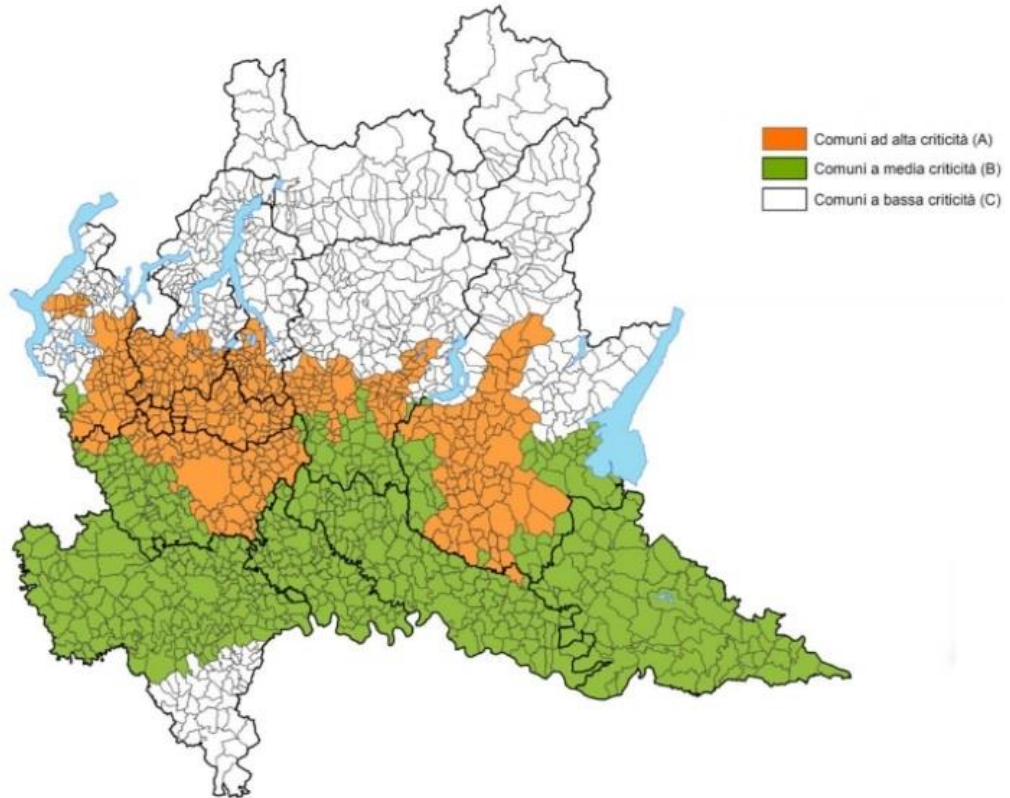 Comuni ad alta criticità (A)
Comuni a media criticità (B)
Comuni a bassa criticità (C)